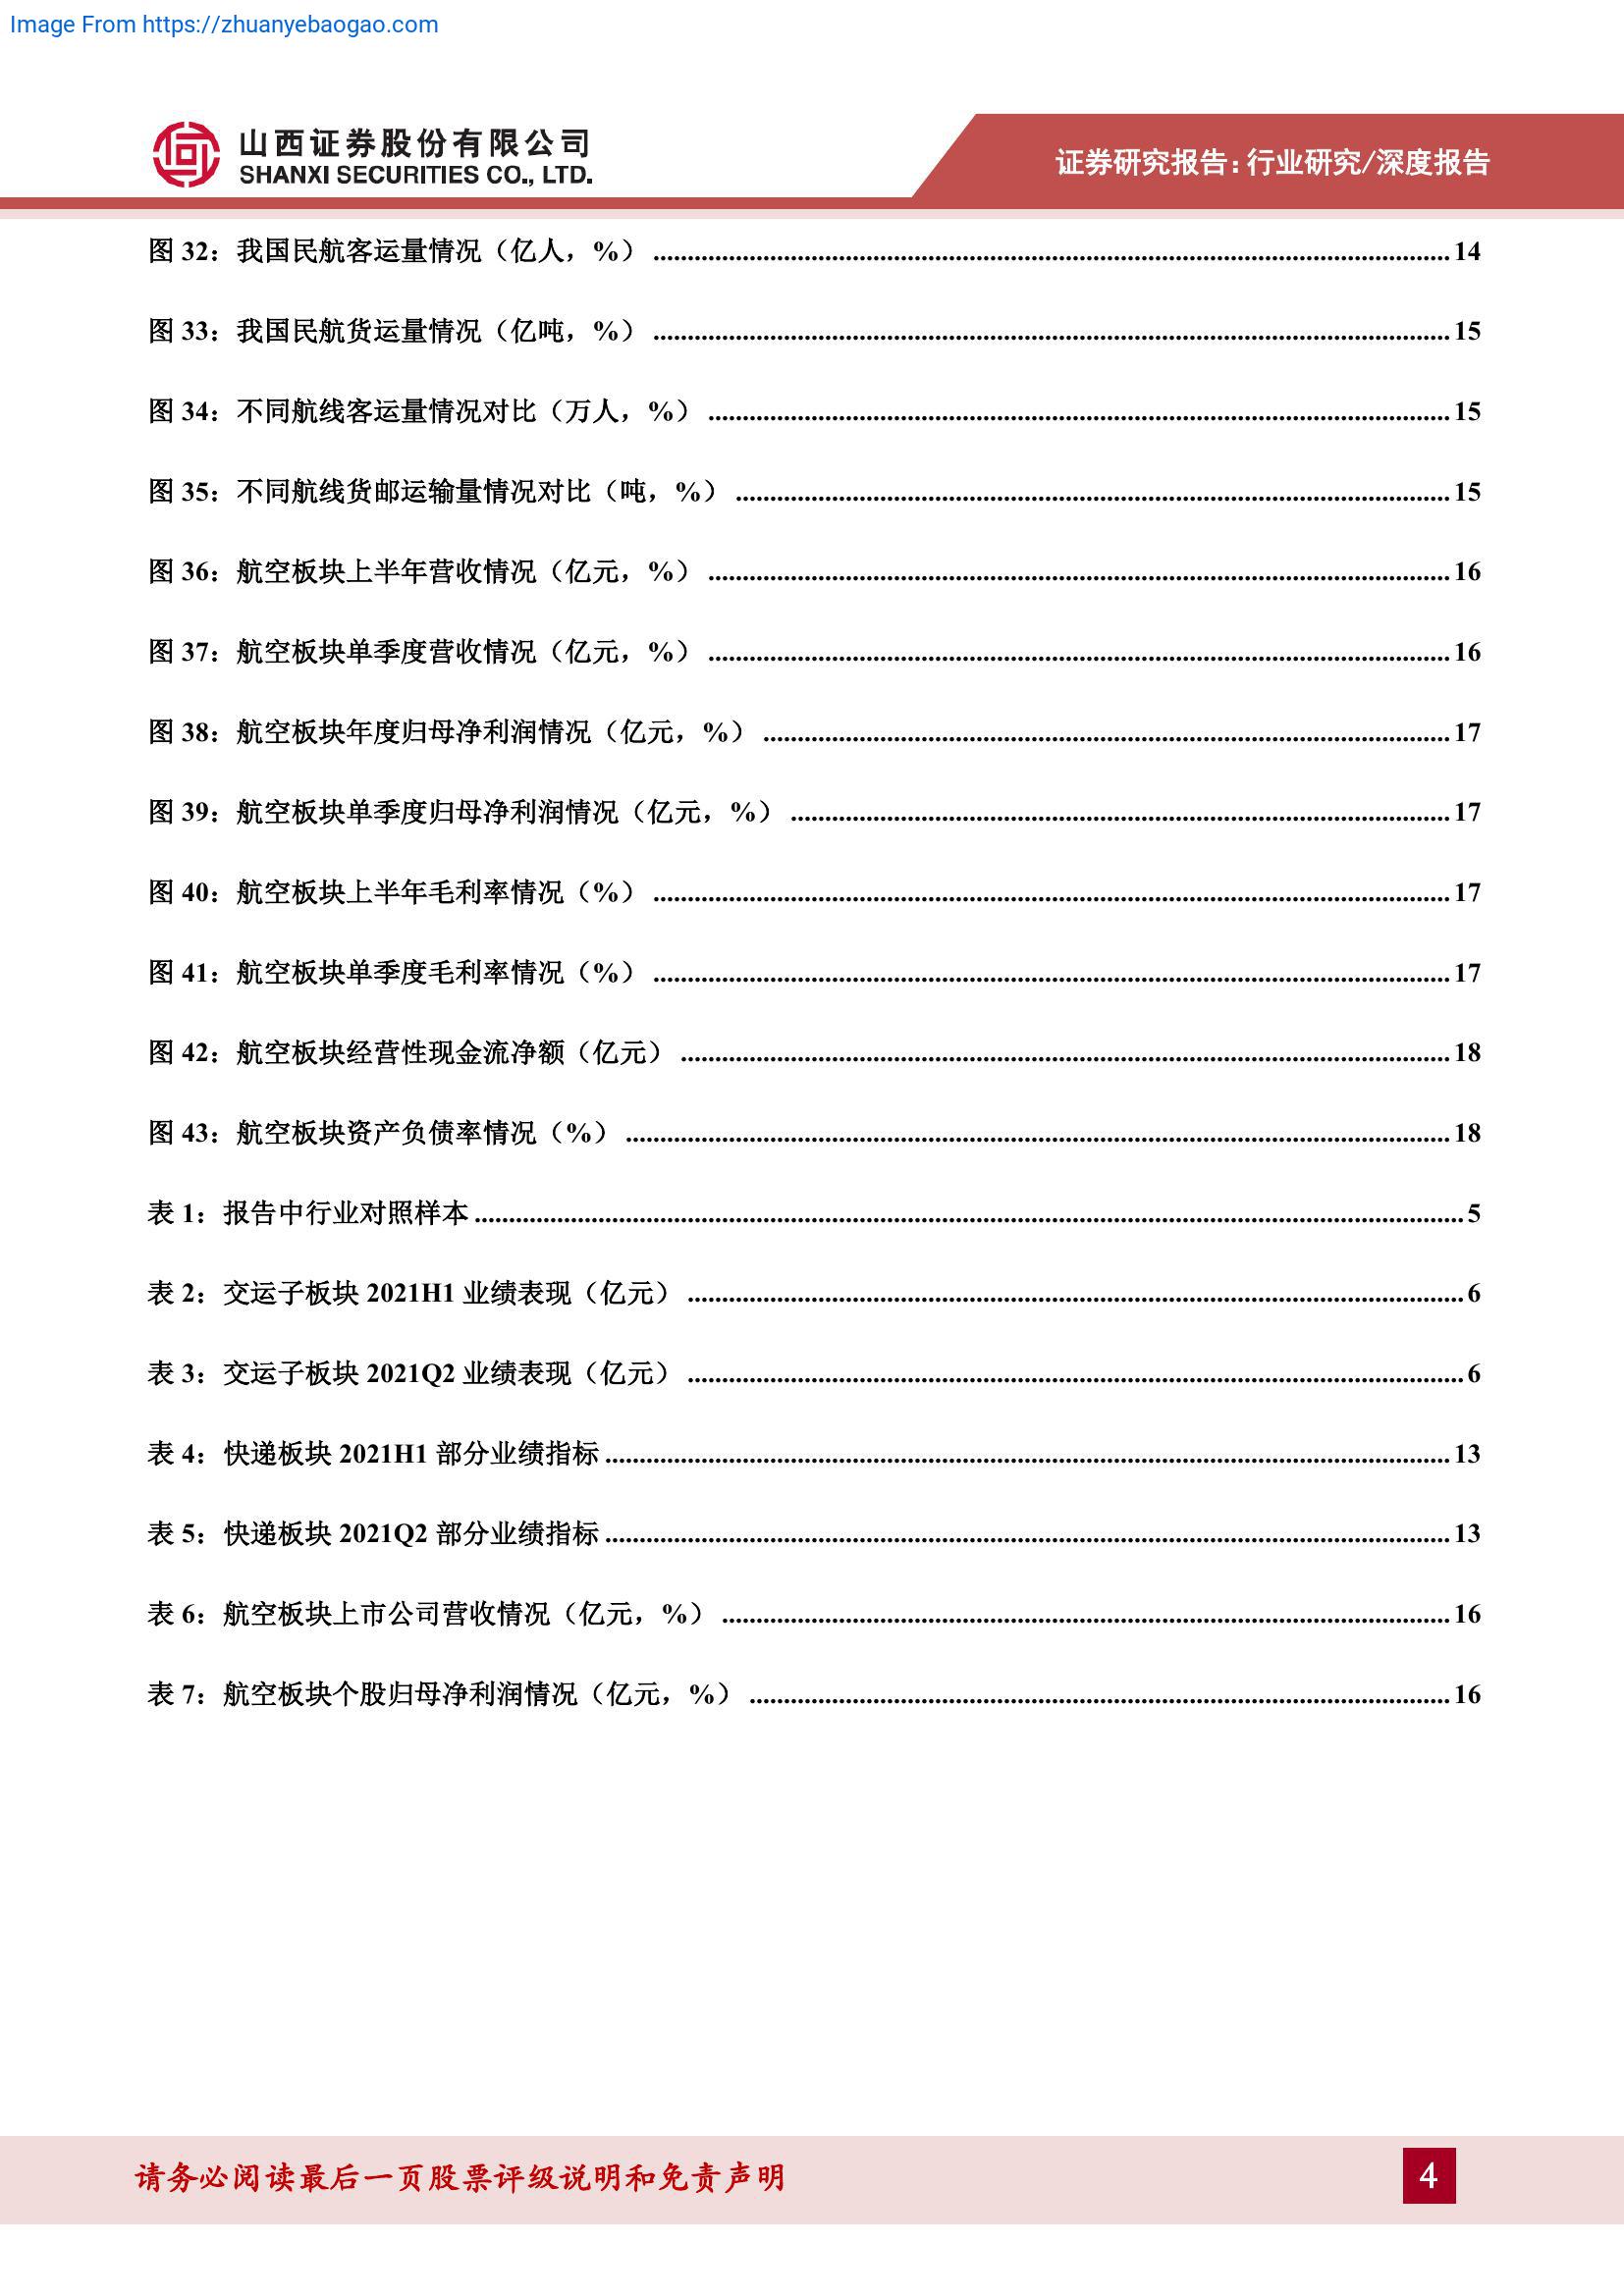 Image From https://zhuanyebaogao.com
山西证券股份有限公司
SHANXI SECURITIES CO., LTD.
证券研究报告：行业研究/深度报告
图 32：我国民航客运量情况（亿人，%）14
图 33：我国民航货运量情况（亿吨，%）15
图 34：不同航线客运量情况对比（万人，%）15
图 35：不同航线货邮运输量情况对比（吨，%）15
图 36：航空板块上半年营收情况（亿元，%）16
图 37：航空板块单季度营收情况（亿元，%）16
图 38：航空板块年度归母净利润情况（亿元，%）17
图 39：航空板块单季度归母净利润情况（亿元，%）17
图 40：航空板块上半年毛利率情况（%）17
图 41：航空板块单季度毛利率情况（%）17
图 42：航空板块经营性现金流净额（亿元）18
图 43：航空板块资产负债率情况（%）18
表 1：报告中行业对照样本5
表 2：交运子板块 2021H1 业绩表现（亿元）6
表 3：交运子板块 2021Q2 业绩表现（亿元）6
表 4：快递板块 2021H1 部分业绩指标13
表 5：快递板块 2021Q2 部分业绩指标13
表 6：航空板块上市公司营收情况（亿元，%）16
表 7：航空板块个股归母净利润情况（亿元，%）16
请务必阅读最后一页股票评级说明和免责声明
4